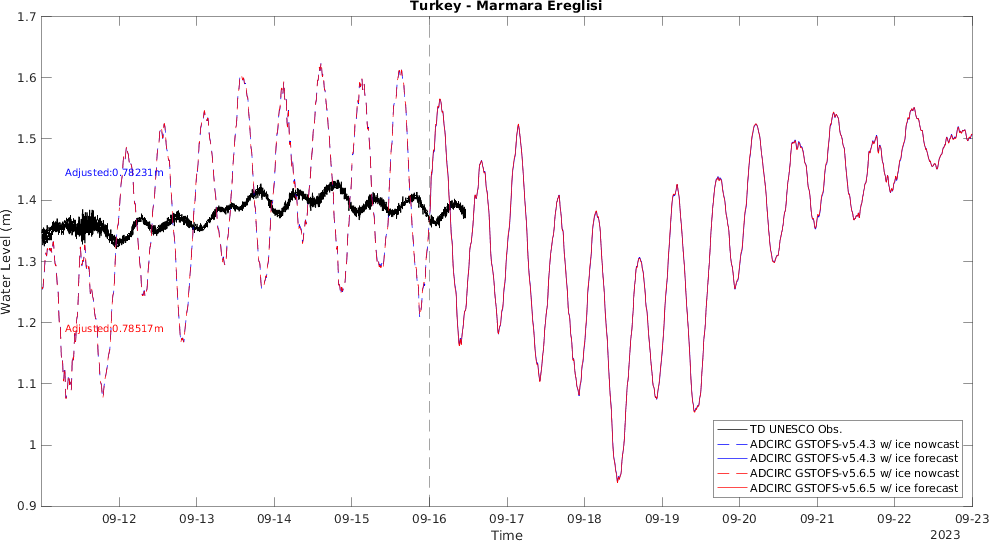 Turkey - Marmara Ereglisi
1.7
1.6
1.5
1.4
1.3
1.2
1.1
1
0.9
Water Level (m)
Adjusted:0.78231m
Adjusted:0.78517m
TD UNESCO Obs.
ADCIRC GSTOFS-v5.4.3 w/ ice nowcast
ADCIRC GSTOFS-v5.4.3 w/ ice forecast
ADCIRC GSTOFS-v5.6.5 w/ ice nowcast
ADCIRC GSTOFS-v5.6.5 w/ ice forecast
09-12 09-13 09-14 09-15 09-16 09-17 09-18 09-19 09-20 09-21 09-22 09-23
Time
2023